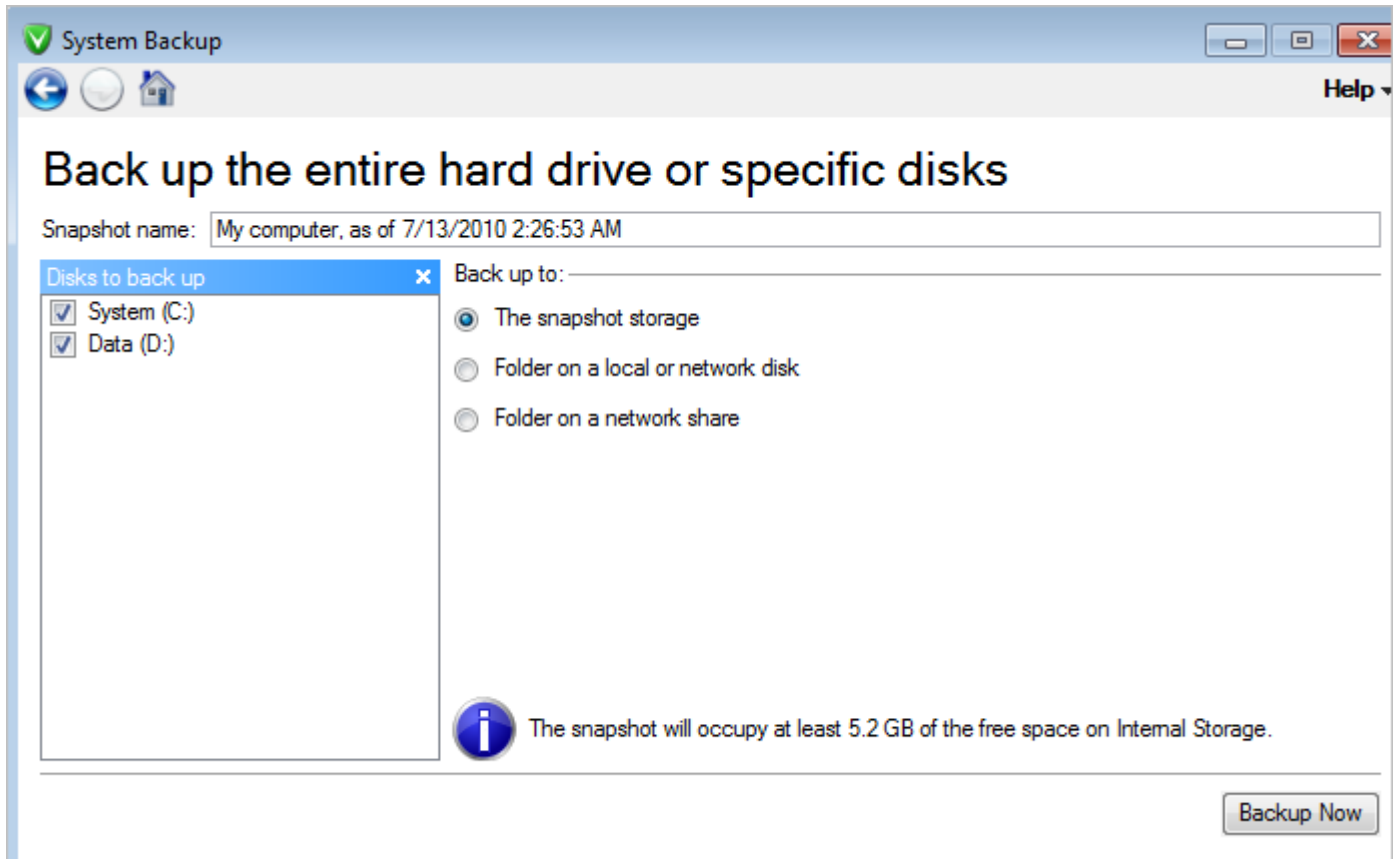 System Backup
Help
Back up the entire hard drive or specific disks
Snapshot name: My computer, as of 7/13/2010 2:26:53 AM
Disks to back up
System (C:)
Data (D:)
Back up to:
The snapshot storage
Folder on a local or network disk
Folder on a network share
The snapshot will occupy at least 5.2 GB of the free space on Internal Storage.
Backup Now